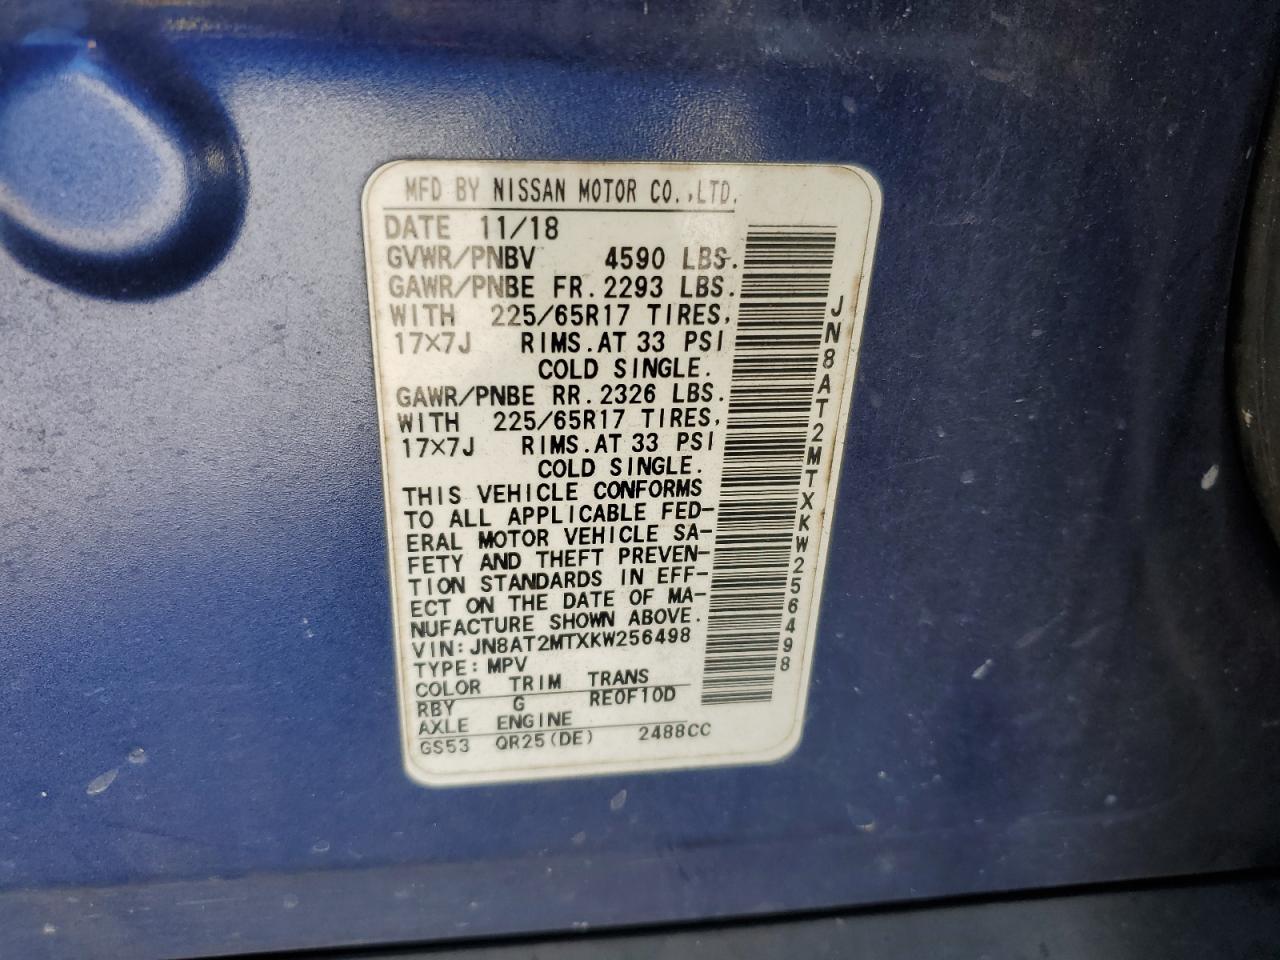 MFD BY NISSAN MOTOR CO.,LTD.
DATE 11/18
GVWR/PNBV 4590 LBS.
GAWR/PNBE FR. 2293 LBS.
WITH 225/65R17 TIRES,
17×7J RIMS. AT 33 PSI
COLD SINGLE.
GAWR/PNBE RR. 2326 LBS.
WITH 225/65R17 TIRES,
17×7J RIMS. AT 33 PSI
COLD SINGLE.
THIS VEHICLE CONFORMS
TO ALL APPLICABLE FED-
ERAL MOTOR VEHICLE SA-
FETY AND THEFT PREVEN-
TION STANDARDS IN EFF-
ECT ON THE DATE OF MA-
NUFACTURE SHOWN ABOVE.
VIN: JN8AT2MTXKW256498
TYPE: MPV
COLOR TRIM TRANS
RBY G RE0F10D
AXLE ENGINE
GS53 QR25(DE) 2488CC
JN8AT2MTXKW256498